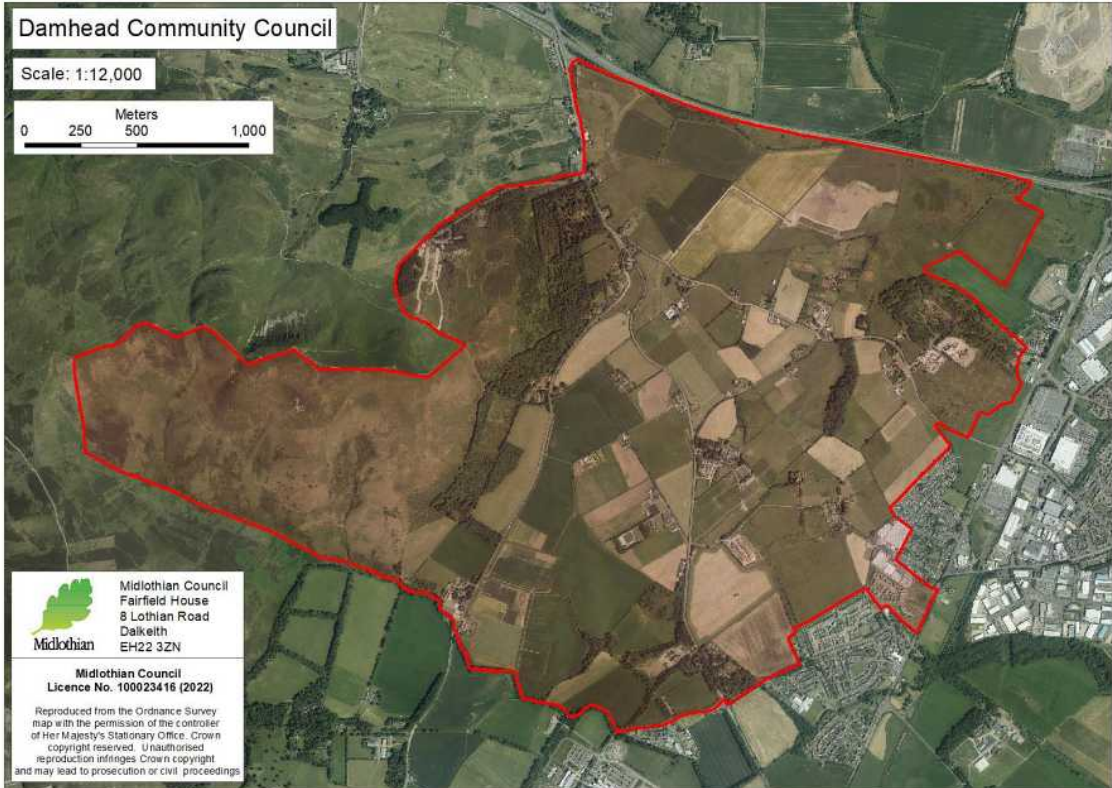 Damhead Community Council
Scale: 1:12,000
Meters
0 250 500 1,000
Midlothian
Midlothian Council
Fairfield House
8 Lothian Road
Dalkeith
EH22 3ZN
Midlothian Council
Licence No. 100023416 (2022)
Reproduced from the Ordnance Survey
map with the permission of the controller
of Her Majesty's Stationary Office. Crown
copyright reserved. Unauthorised
reproduction infringes Crown copyright
and may lead to prosecution or civil proceedings